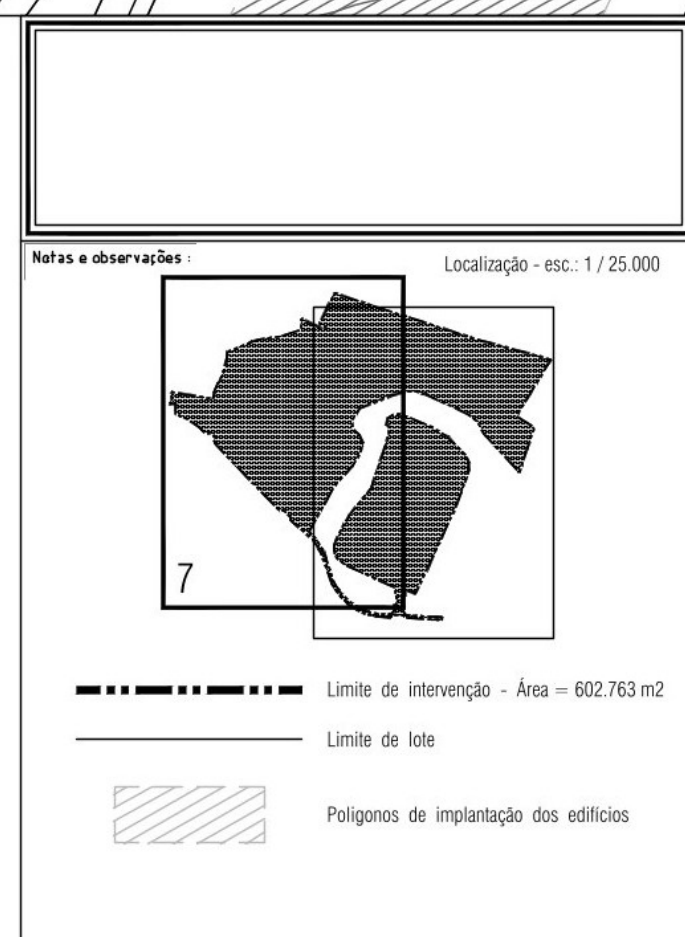 Notas e observações :
Localização - esc.: 1 / 25.000
7
Limite de intervenção - Área = 602.763 m2
Limite de lote
Poligonos de implantação dos edifícios